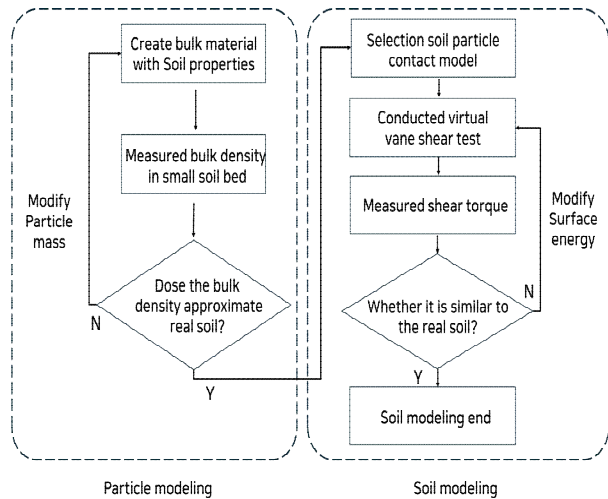 Create bulk material
with Soil properties
Measured bulk density
in small soil bed
Modify
Particle
mass
Dose the bulk
density approximate
real soil?
N
Y
Selection soil particle
contact model
Conducted virtual
vane shear test
Measured shear torque
Modify
Surface
energy
Whether it is similar to
the real soil?
N
Y
Soil modeling end
Particle modeling
Soil modeling